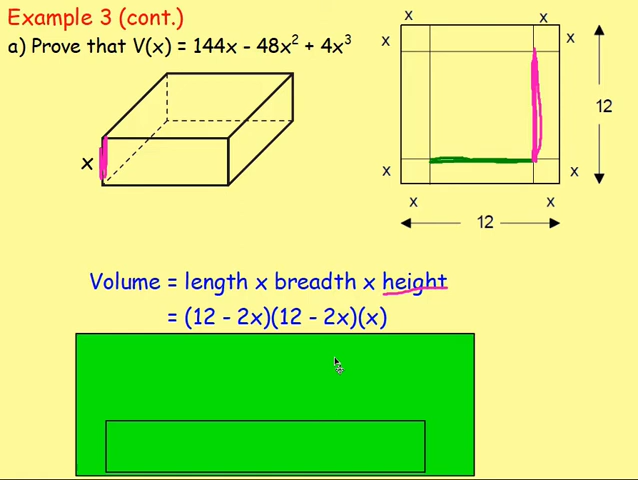 Example 3 (cont.)
a) Prove that V(x) = 144x - 48x² + 4x³
x x
x x
12
x
x x
x x
12
Volume = length x breadth x height
= (12 - 2x)(12 - 2x)(x)